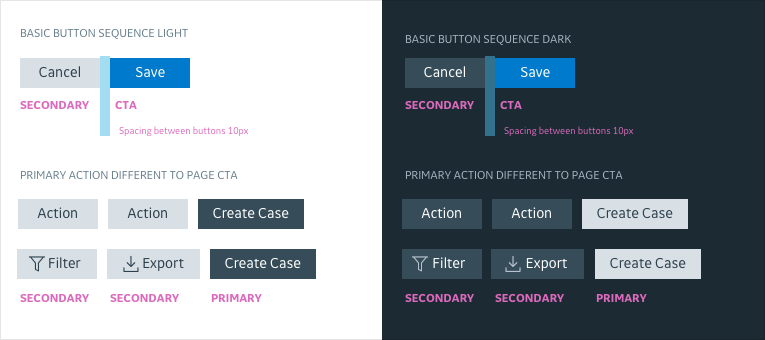 BASIC BUTTON SEQUENCE LIGHT
Cancel Save
SECONDARY CTA
Spacing between buttons 10px
PRIMARY ACTION DIFFERENT TO PAGE CTA
Action Action Create Case
Filter Export Create Case
SECONDARY SECONDARY PRIMARY
BASIC BUTTON SEQUENCE DARK
Cancel Save
SECONDARY CTA
Spacing between buttons 10px
PRIMARY ACTION DIFFERENT TO PAGE CTA
Action Action Create Case
Filter Export Create Case
SECONDARY SECONDARY PRIMARY